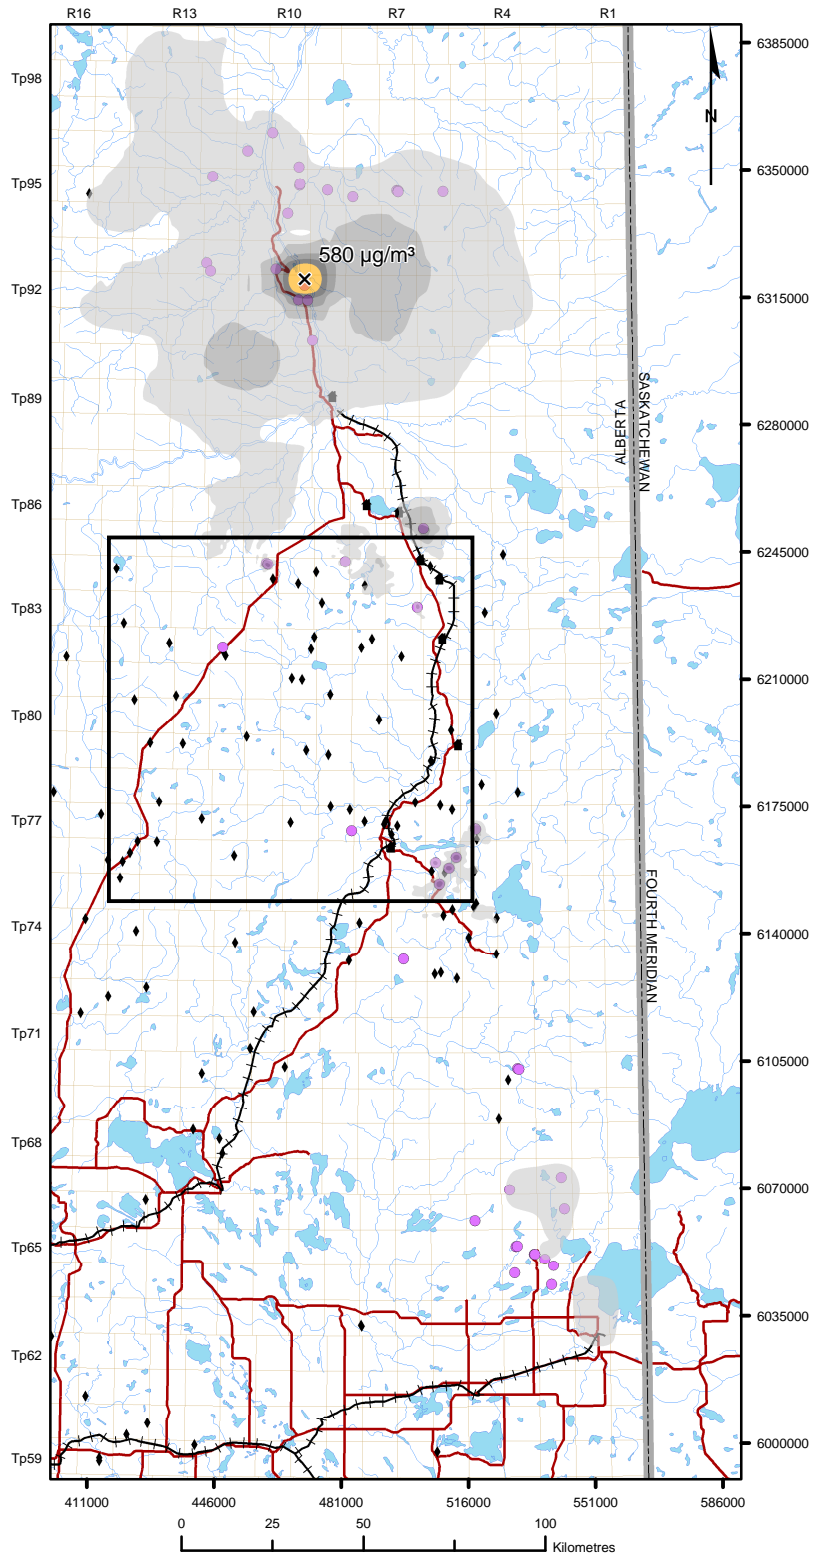 R16 R13 R10 R7 R4 R1
6385000
Tp98
N
6350000
Tp95
580 µg/m³
Tp92
6315000
Tp89
ALBERTA
SASKATCHEWAN
6280000
Tp86
6245000
Tp83
6210000
Tp80
6175000
Tp77
FOURTH MERIDIAN
Tp74
6140000
Tp71
6105000
Tp68
6070000
Tp65
6035000
Tp62
6000000
Tp59
411000 446000 481000 516000 551000 586000
0 25 50 100
Kilometres